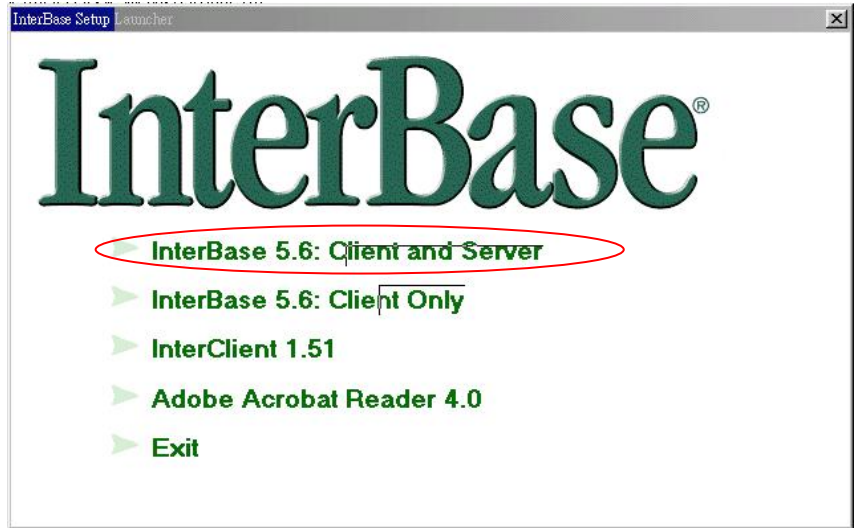 InterBase Setup Launcher
InterBase®
InterBase 5.6: Client and Server
InterBase 5.6: Client Only
InterClient 1.51
Adobe Acrobat Reader 4.0
Exit